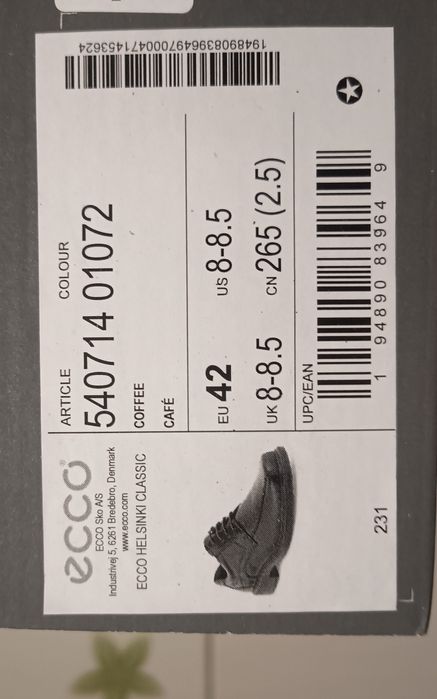 ecco
ECCO Sko A/S
Industrivej 5, 6261 Bredebro, Denmark
www.ecco.com
ECCO HELSINKI CLASSIC
231
ARTICLE COLOUR
540714 01072
COFFEE
CAFÉ
EU 42 US 8-8.5
UK 8-8.5 CN 265 (2.5)
UPC/EAN
1 94890 83964 9
19489083964970004714 53624